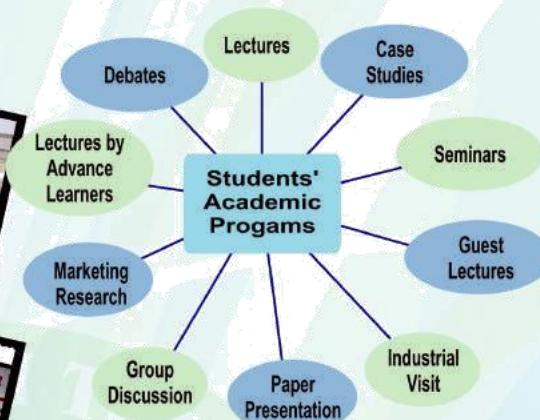 Students'
Academic
Progams
Lectures
Case
Studies
Seminars
Guest
Lectures
Industrial
Visit
Paper
Presentation
Group
Discussion
Marketing
Research
Lectures by
Advance
Learners
Debates